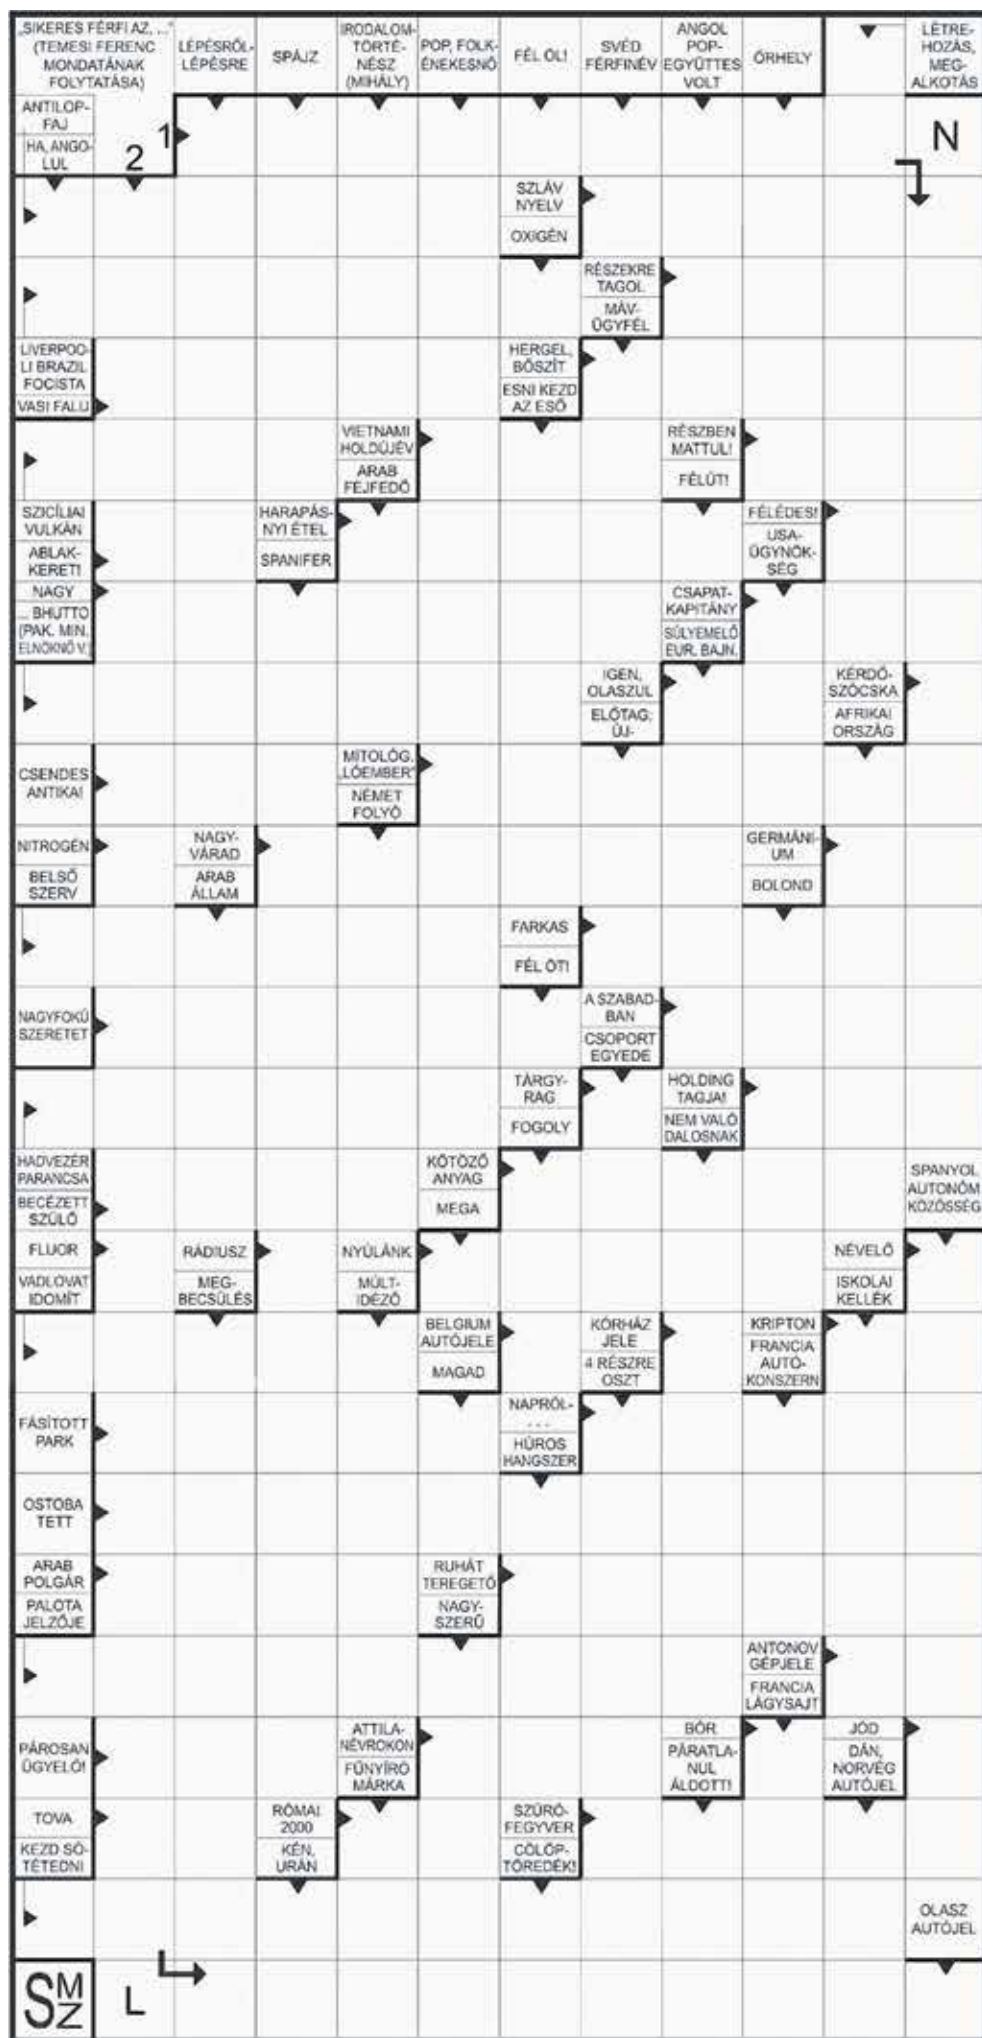 „SIKERES FÉRFI AZ, ...”
(TEMESI FERENC
MONDATÁNAK
FOLYTATÁSA)
LÉPÉSRŐL-
LÉPÉSRE
SPÁJZ
IRODALOM-
TÖRTÉ-
NÉSZ
(MIHÁLY)
POP, FOLK-
ÉNEKESNŐ
FÉL ÖL!
SVÉD
FÉRFINÉV
ANGOL
POP-
EGYÜTTES
VOLT
ŐRHELY
LÉTRE-
HOZÁS,
MEG-
ALKOTÁS
ANTILOP-
FAJ
HA, ANGO-
LUL
2
1
N
SZLÁV
NYELV
OXIGÉN
RÉSZEKRE
TAGOL
MÁV-
ÜGYFÉL
LIVERPOO-
LI BRAZIL
FOCISTA
VASI FALU
HERGEL,
BŐSZÍT
ESNI KEZD
AZ ESŐ
VIETNAMI
HOLDÚJÉV
ARAB
FEJFEDŐ
RÉSZBEN
MATTUL!
FÉLÚT!
SZICÍLIAI
VULKÁN
ABLAK-
KERET!
HARAPÁS-
NYI ÉTEL
SPANIFER
FÉLÉDES!
USA-
ÜGYNÖK-
SÉG
NAGY
... BHUTTO
(PAK. MIN.
ELNÖKNŐ V.)
CSAPAT-
KAPITÁNY
SÚLYEMELŐ
EUR. BAJN.
IGEN,
OLASZUL
ELŐTAG:
ÚJ-
KÉRDŐ-
SZÓCSKA
AFRIKAI
ORSZÁG
CSENDES
ANTIKA!
MITOLÓG.
„LÓEMBER”
NÉMET
FOLYÓ
NITROGÉN
BELSŐ
SZERV
NAGY-
VÁRAD
ARAB
ÁLLAM
GERMÁNI-
UM
BOLOND
FARKAS
FÉL ÖT!
NAGYFOKÚ
SZERETET
A SZABAD-
BAN
CSOPORT
EGYEDE
TÁRGY-
RAG
FOGOLY
HOLDING
TAGJA!
NEM VALÓ
DALOSNAK
HADVEZÉR
PARANCSA
BECÉZETT
SZÜLŐ
KÖTÖZŐ
ANYAG
MEGA
SPANYOL
AUTONÓM
KÖZÖSSÉG
FLUOR
VADLOVAT
IDOMÍT
RÁDIUSZ
MEG-
BECSÜLÉS
NYÚLÁNK
MÚLT-
IDÉZŐ
NÉVELŐ
ISKOLAI
KELLÉK
BELGIUM
AUTÓJELE
MAGAD
KÓRHÁZ
JELE
4 RÉSZRE
OSZT
KRIPTON
FRANCIA
AUTÓ-
KONSZERN
FÁSÍTOTT
PARK
NAPRÓL-
...
HÚROS
HANGSZER
OSTOBA
TETT
ARAB
POLGÁR
PALOTA
JELZŐJE
RUHÁT
TEREGETŐ
NAGY-
SZERŰ
ANTONOV
GÉPJELE
FRANCIA
LÁGYSAJT
PÁROSAN
ÜGYELŐ!
ATTILA-
NÉVROKON
FŰNYÍRÓ
MÁRKA
BÓR
PÁRATLA-
NUL
ÁLDOTT!
JÓD
DÁN,
NORVÉG
AUTÓJEL
TOVA
KEZD SÖ-
TÉTEDNI
RÓMAI
2000
KÉN,
URÁN
SZÚRÓ-
FEGYVER
CÖLÖP-
TÖREDÉK!
OLASZ
AUTÓJEL
SMZ
L